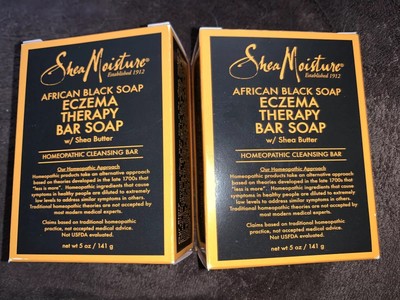 SheaMoisture®
Established 1912
AFRICAN BLACK SOAP
ECZEMA
THERAPY
BAR SOAP
w/ Shea Butter
HOMEOPATHIC CLEANSING BAR
Our Homeopathic Approach
Homeopathic products take an alternative approach
based on theories developed in the late 1700s that
"less is more". Homeopathic ingredients that cause
symptoms in healthy people are diluted to extremely
low levels to address similar symptoms in others.
Traditional homeopathic theories are not accepted by
most modern medical experts.
Claims based on traditional homeopathic
practice, not accepted medical advice.
Not USFDA evaluated.
net wt 5 oz / 141 g
SheaMoisture®
Established 1912
AFRICAN BLACK SOAP
ECZEMA
THERAPY
BAR SOAP
w/ Shea Butter
HOMEOPATHIC CLEANSING BAR
Our Homeopathic Approach
Homeopathic products take an alternative approach
based on theories developed in the late 1700s that
"less is more". Homeopathic ingredients that cause
symptoms in healthy people are diluted to extremely
low levels to address similar symptoms in others.
Traditional homeopathic theories are not accepted by
most modern medical experts.
Claims based on traditional homeopathic
practice, not accepted medical advice.
Not USFDA evaluated.
net wt 5 oz / 141 g